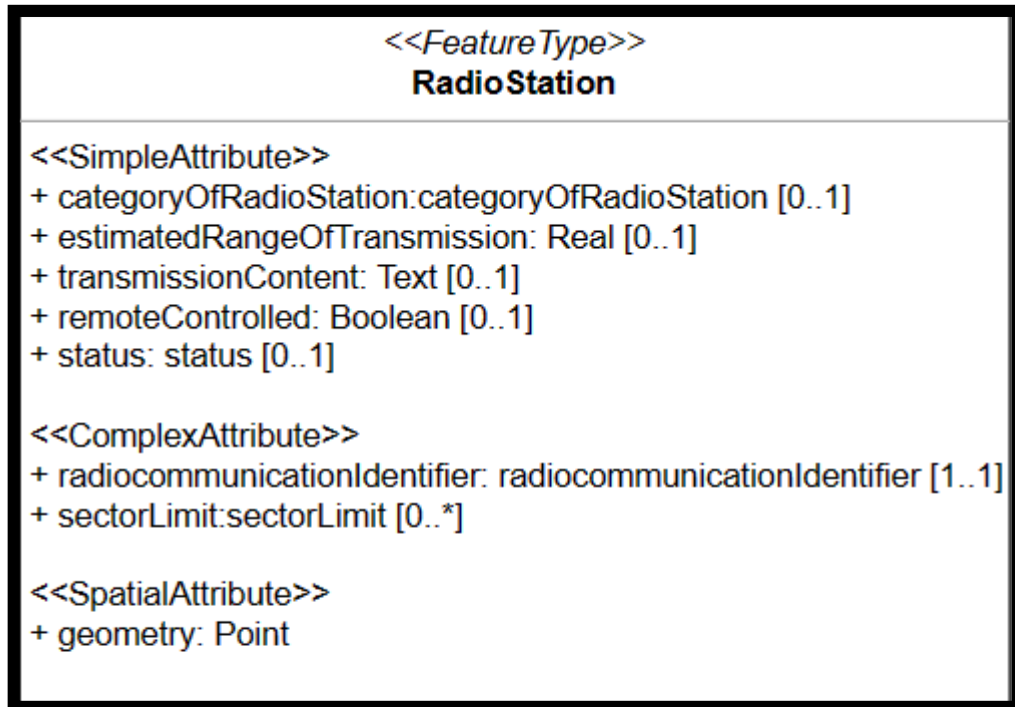 <<FeatureType>>
RadioStation
<<SimpleAttribute>>
+ categoryOfRadioStation:categoryOfRadioStation [0..1]
+ estimatedRangeOfTransmission: Real [0..1]
+ transmissionContent: Text [0..1]
+ remoteControlled: Boolean [0..1]
+ status: status [0..1]
<<ComplexAttribute>>
+ radiocommunicationIdentifier: radiocommunicationIdentifier [1..1]
+ sectorLimit:sectorLimit [0..*]
<<SpatialAttribute>>
+ geometry: Point